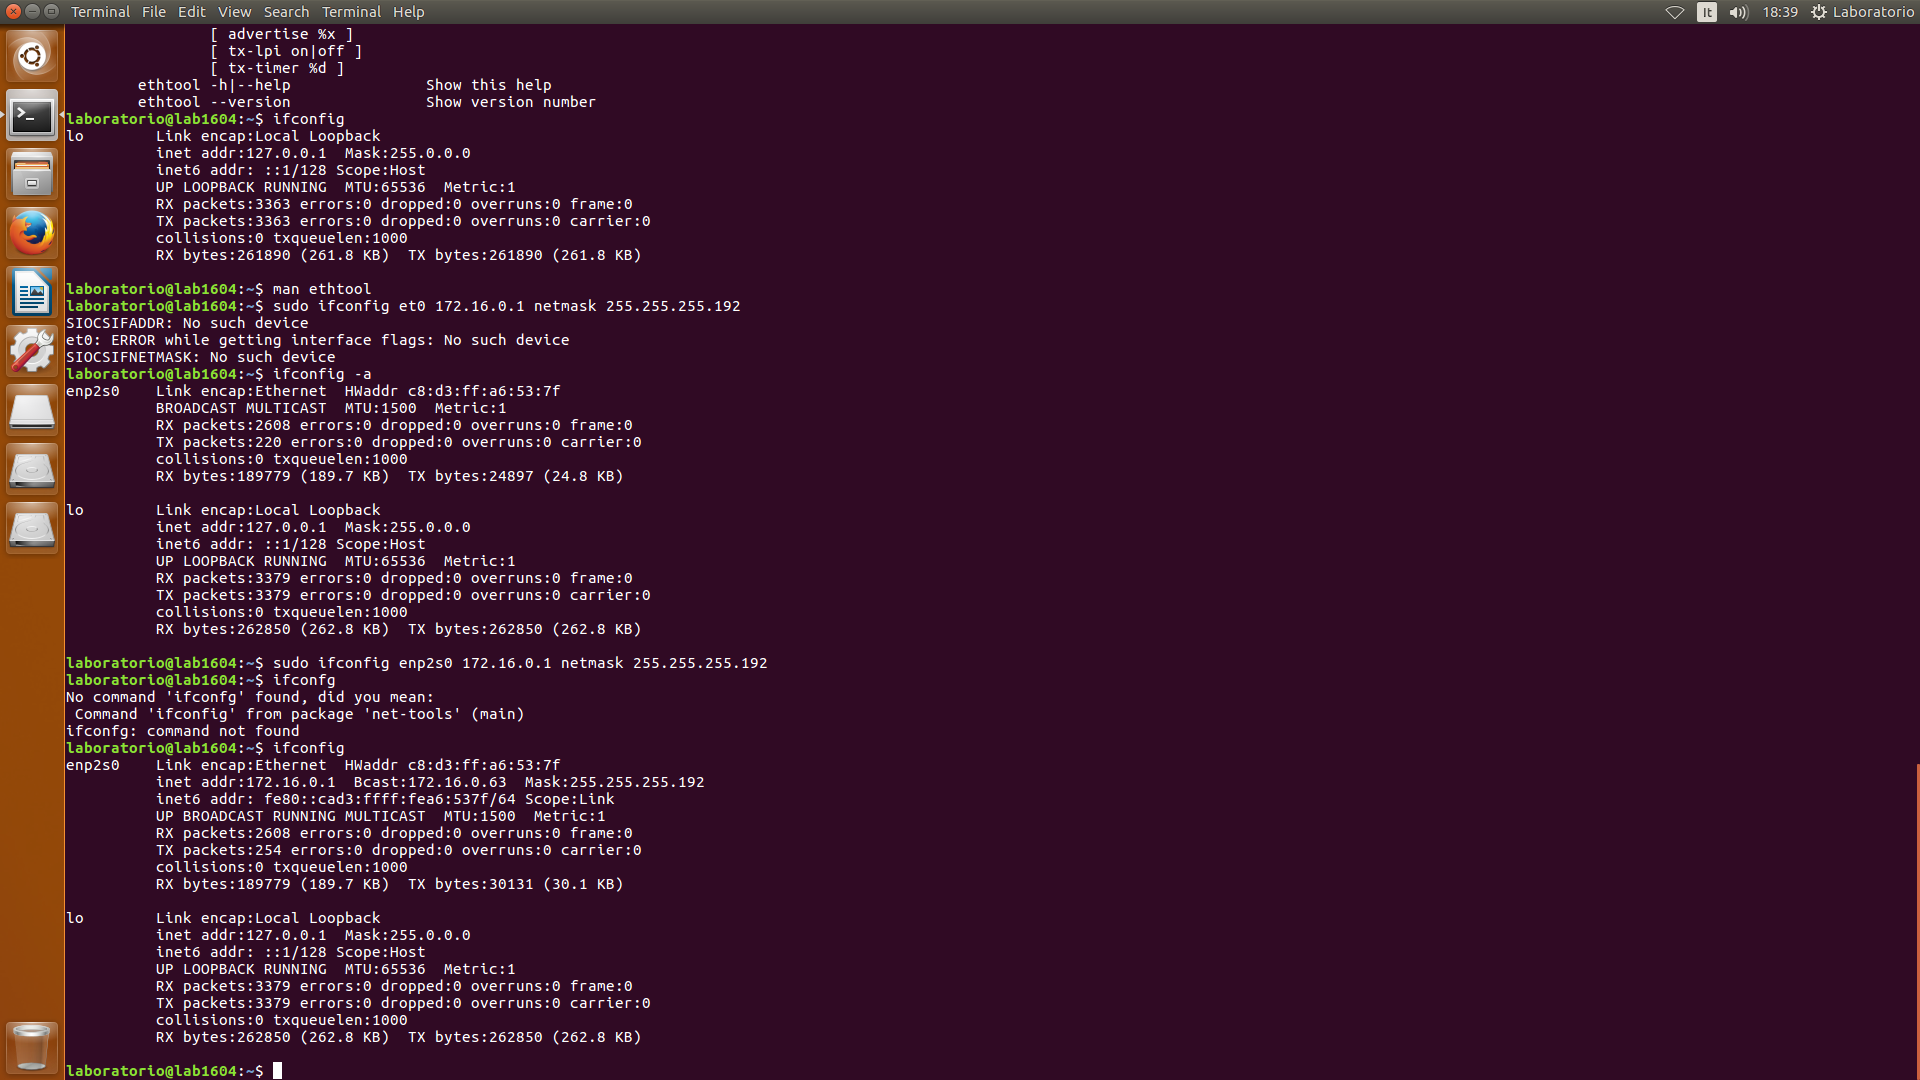 Terminal File Edit View Search Terminal Help It 18:39 Laboratorio
[ advertise %x ]
[ tx-lpi on|off ]
[ tx-timer %d ]
ethtool -h|--help Show this help
ethtool --version Show version number
laboratorio@lab1604:~$ ifconfig
lo Link encap:Local Loopback
inet addr:127.0.0.1 Mask:255.0.0.0
inet6 addr: ::1/128 Scope:Host
UP LOOPBACK RUNNING MTU:65536 Metric:1
RX packets:3363 errors:0 dropped:0 overruns:0 frame:0
TX packets:3363 errors:0 dropped:0 overruns:0 carrier:0
collisions:0 txqueuelen:1000
RX bytes:261890 (261.8 KB) TX bytes:261890 (261.8 KB)
laboratorio@lab1604:~$ man ethtool
laboratorio@lab1604:~$ sudo ifconfig et0 172.16.0.1 netmask 255.255.255.192
SIOCSIFADDR: No such device
et0: ERROR while getting interface flags: No such device
SIOCSIFNETMASK: No such device
laboratorio@lab1604:~$ ifconfig -a
enp2s0 Link encap:Ethernet HWaddr c8:d3:ff:a6:53:7f
BROADCAST MULTICAST MTU:1500 Metric:1
RX packets:2608 errors:0 dropped:0 overruns:0 frame:0
TX packets:220 errors:0 dropped:0 overruns:0 carrier:0
collisions:0 txqueuelen:1000
RX bytes:189779 (189.7 KB) TX bytes:24897 (24.8 KB)
lo Link encap:Local Loopback
inet addr:127.0.0.1 Mask:255.0.0.0
inet6 addr: ::1/128 Scope:Host
UP LOOPBACK RUNNING MTU:65536 Metric:1
RX packets:3379 errors:0 dropped:0 overruns:0 frame:0
TX packets:3379 errors:0 dropped:0 overruns:0 carrier:0
collisions:0 txqueuelen:1000
RX bytes:262850 (262.8 KB) TX bytes:262850 (262.8 KB)
laboratorio@lab1604:~$ sudo ifconfig enp2s0 172.16.0.1 netmask 255.255.255.192
laboratorio@lab1604:~$ ifconfg
No command 'ifconfg' found, did you mean:
Command 'ifconfig' from package 'net-tools' (main)
ifconfg: command not found
laboratorio@lab1604:~$ ifconfig
enp2s0 Link encap:Ethernet HWaddr c8:d3:ff:a6:53:7f
inet addr:172.16.0.1 Bcast:172.16.0.63 Mask:255.255.255.192
inet6 addr: fe80::cad3:ffff:fea6:537f/64 Scope:Link
UP BROADCAST RUNNING MULTICAST MTU:1500 Metric:1
RX packets:2608 errors:0 dropped:0 overruns:0 frame:0
TX packets:254 errors:0 dropped:0 overruns:0 carrier:0
collisions:0 txqueuelen:1000
RX bytes:189779 (189.7 KB) TX bytes:30131 (30.1 KB)
lo Link encap:Local Loopback
inet addr:127.0.0.1 Mask:255.0.0.0
inet6 addr: ::1/128 Scope:Host
UP LOOPBACK RUNNING MTU:65536 Metric:1
RX packets:3379 errors:0 dropped:0 overruns:0 frame:0
TX packets:3379 errors:0 dropped:0 overruns:0 carrier:0
collisions:0 txqueuelen:1000
RX bytes:262850 (262.8 KB) TX bytes:262850 (262.8 KB)
laboratorio@lab1604:~$